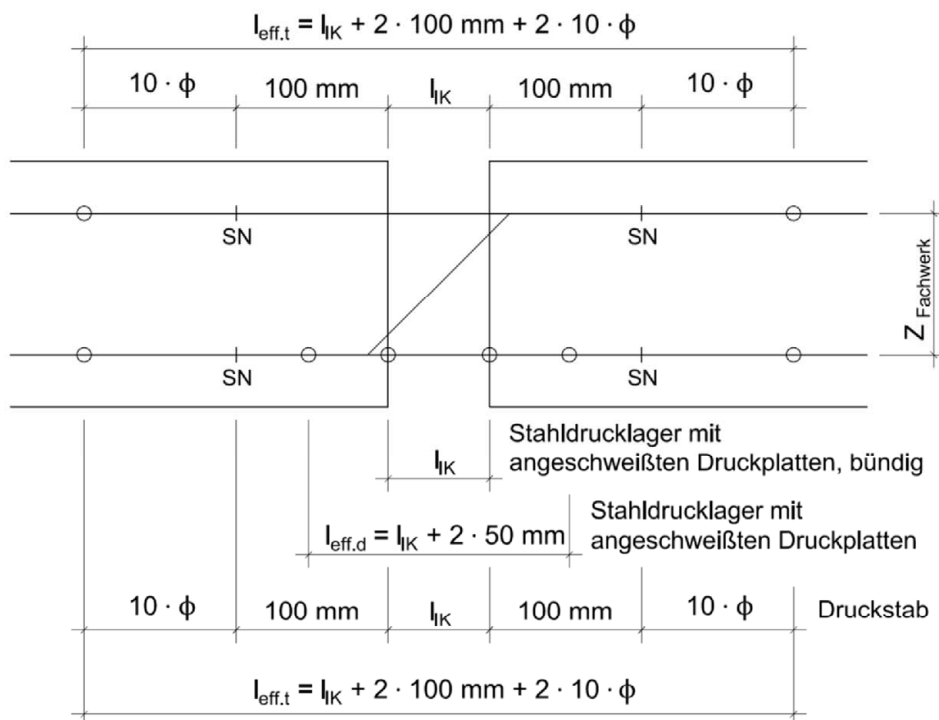 l_eff.t = l_IK + 2 · 100 mm + 2 · 10 · ϕ
10 · ϕ 100 mm l_IK 100 mm 10 · ϕ
SN SN
z_Fachwerk
SN SN
Stahldrucklager mit
l_IK angeschweißten Druckplatten, bündig
Stahldrucklager mit
l_eff.d = l_IK + 2 · 50 mm angeschweißten Druckplatten
10 · ϕ 100 mm l_IK 100 mm 10 · ϕ Druckstab
l_eff.t = l_IK + 2 · 100 mm + 2 · 10 · ϕ